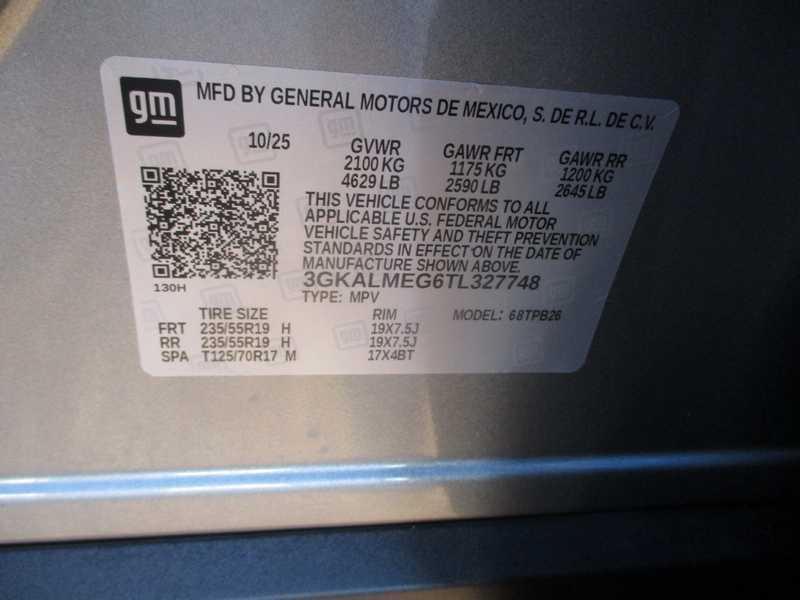 gm MFD BY GENERAL MOTORS DE MEXICO, S. DE R.L. DE C.V.
10/25 GVWR GAWR FRT GAWR RR
2100 KG 1175 KG 1200 KG
4629 LB 2590 LB 2645 LB
THIS VEHICLE CONFORMS TO ALL
APPLICABLE U.S. FEDERAL MOTOR
VEHICLE SAFETY AND THEFT PREVENTION
STANDARDS IN EFFECT ON THE DATE OF
MANUFACTURE SHOWN ABOVE.
130H 3GKALMEG6TL327748
TYPE: MPV
TIRE SIZE RIM MODEL: 68TPB26
FRT 235/55R19 H 19X7.5J
RR 235/55R19 H 19X7.5J
SPA T125/70R17 M 17X4BT